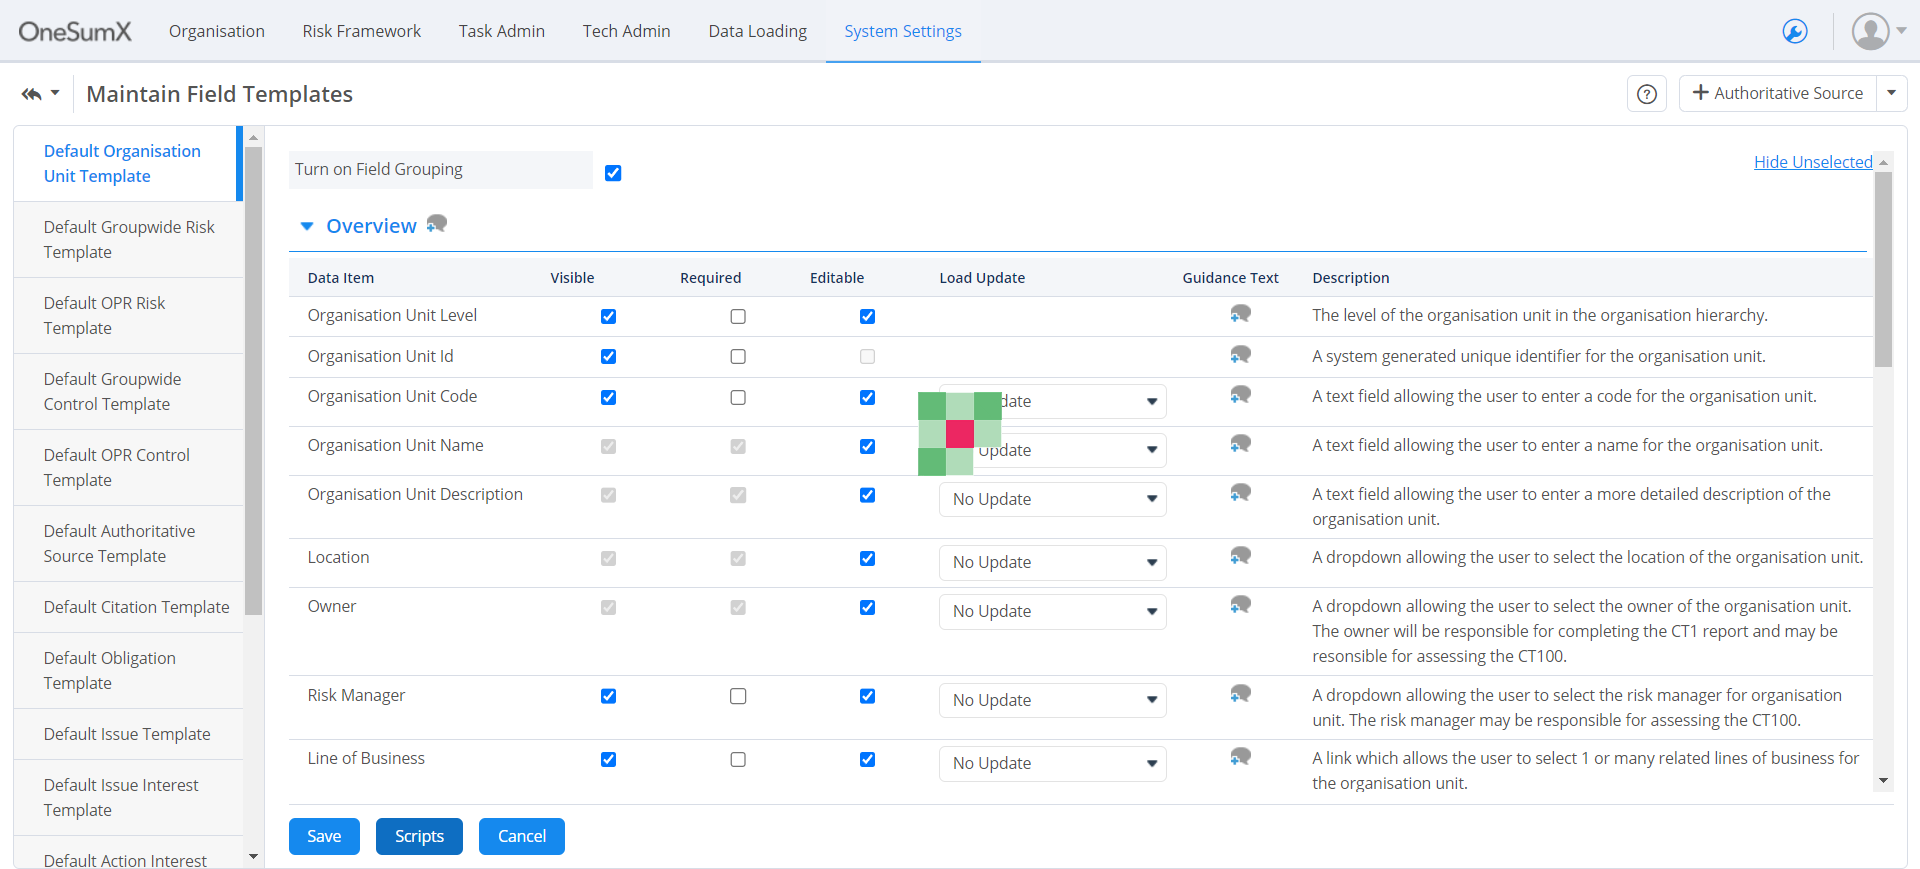 OneSumX Organisation Risk Framework Task Admin Tech Admin Data Loading System Settings
Maintain Field Templates
Authoritative Source
Default Organisation
Unit Template
Default Groupwide Risk
Template
Default OPR Risk
Template
Default Groupwide
Control Template
Default OPR Control
Template
Default Authoritative
Source Template
Default Citation Template
Default Obligation
Template
Default Issue Template
Default Issue Interest
Template
Default Action Interest
Turn on Field Grouping
Hide Unselected
Overview
Data Item Visible Required Editable Load Update Guidance Text Description
Organisation Unit Level The level of the organisation unit in the organisation hierarchy.
Organisation Unit Id A system generated unique identifier for the organisation unit.
Organisation Unit Code A text field allowing the user to enter a code for the organisation unit.
Organisation Unit Name Update A text field allowing the user to enter a name for the organisation unit.
Organisation Unit Description No Update A text field allowing the user to enter a more detailed description of the
organisation unit.
Location No Update A dropdown allowing the user to select the location of the organisation unit.
Owner No Update A dropdown allowing the user to select the owner of the organisation unit.
The owner will be responsible for completing the CT1 report and may be
resonsible for assessing the CT100.
Risk Manager No Update A dropdown allowing the user to select the risk manager for organisation
unit. The risk manager may be responsible for assessing the CT100.
Line of Business No Update A link which allows the user to select 1 or many related lines of business for
the organisation unit.
Save Scripts Cancel